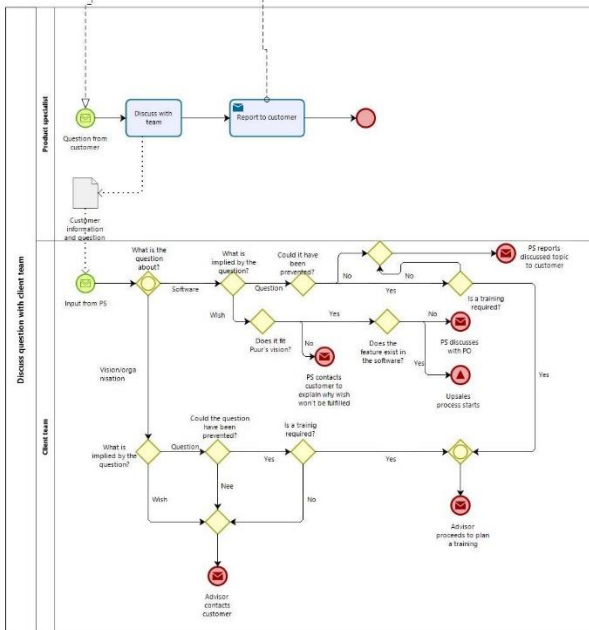 Discuss question with client team
Product specialist
Question from
customer
Discuss with
team
Report to customer
Customer
information
and question
Client team
Input from PS
What is the
question
about?
Software
What is
implied by the
question?
Question
Could it have
been
prevented?
No
No
PS reports
discussed topic
to customer
Yes
Is a training
required?
Wish
Does it fit
Puur's vision?
Yes
Does the
feature exist in
the software?
No
PS discusses
with PO
No
PS contacts
customer to
explain why wish
won't be fulfilled
Yes
Upsales
process starts
Yes
Vision/orga
nisation
What is
implied by the
question?
Question
Could the question
have been
prevented?
Yes
Is a trainig
required?
Yes
Wish
Nee
No
Advisor
proceeds to plan
a training
Advisor
contacts
customer